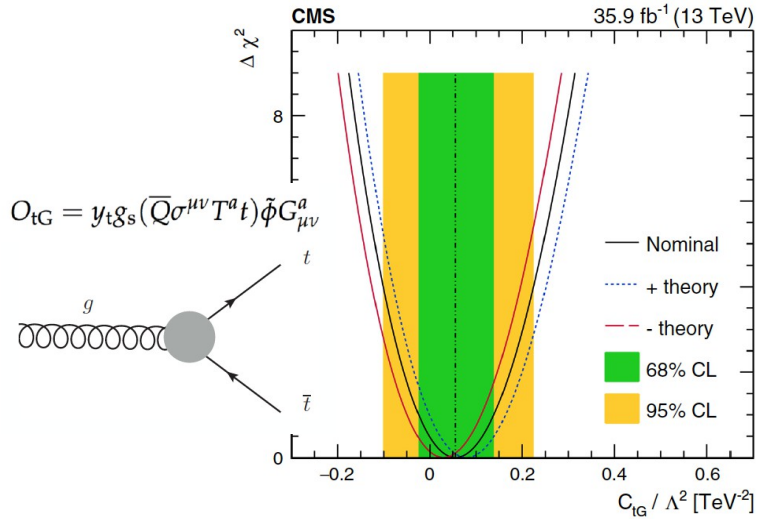 CMS 35.9 fb⁻¹ (13 TeV)
Δ χ²
8
0
O_tG = y_t g_s (Q̅σ^μν T^a t) φ̃ G^a_μν
g
t
t̅
Nominal
+ theory
- theory
68% CL
95% CL
−0.2 0 0.2 0.4 0.6
C_tG / Λ² [TeV⁻²]